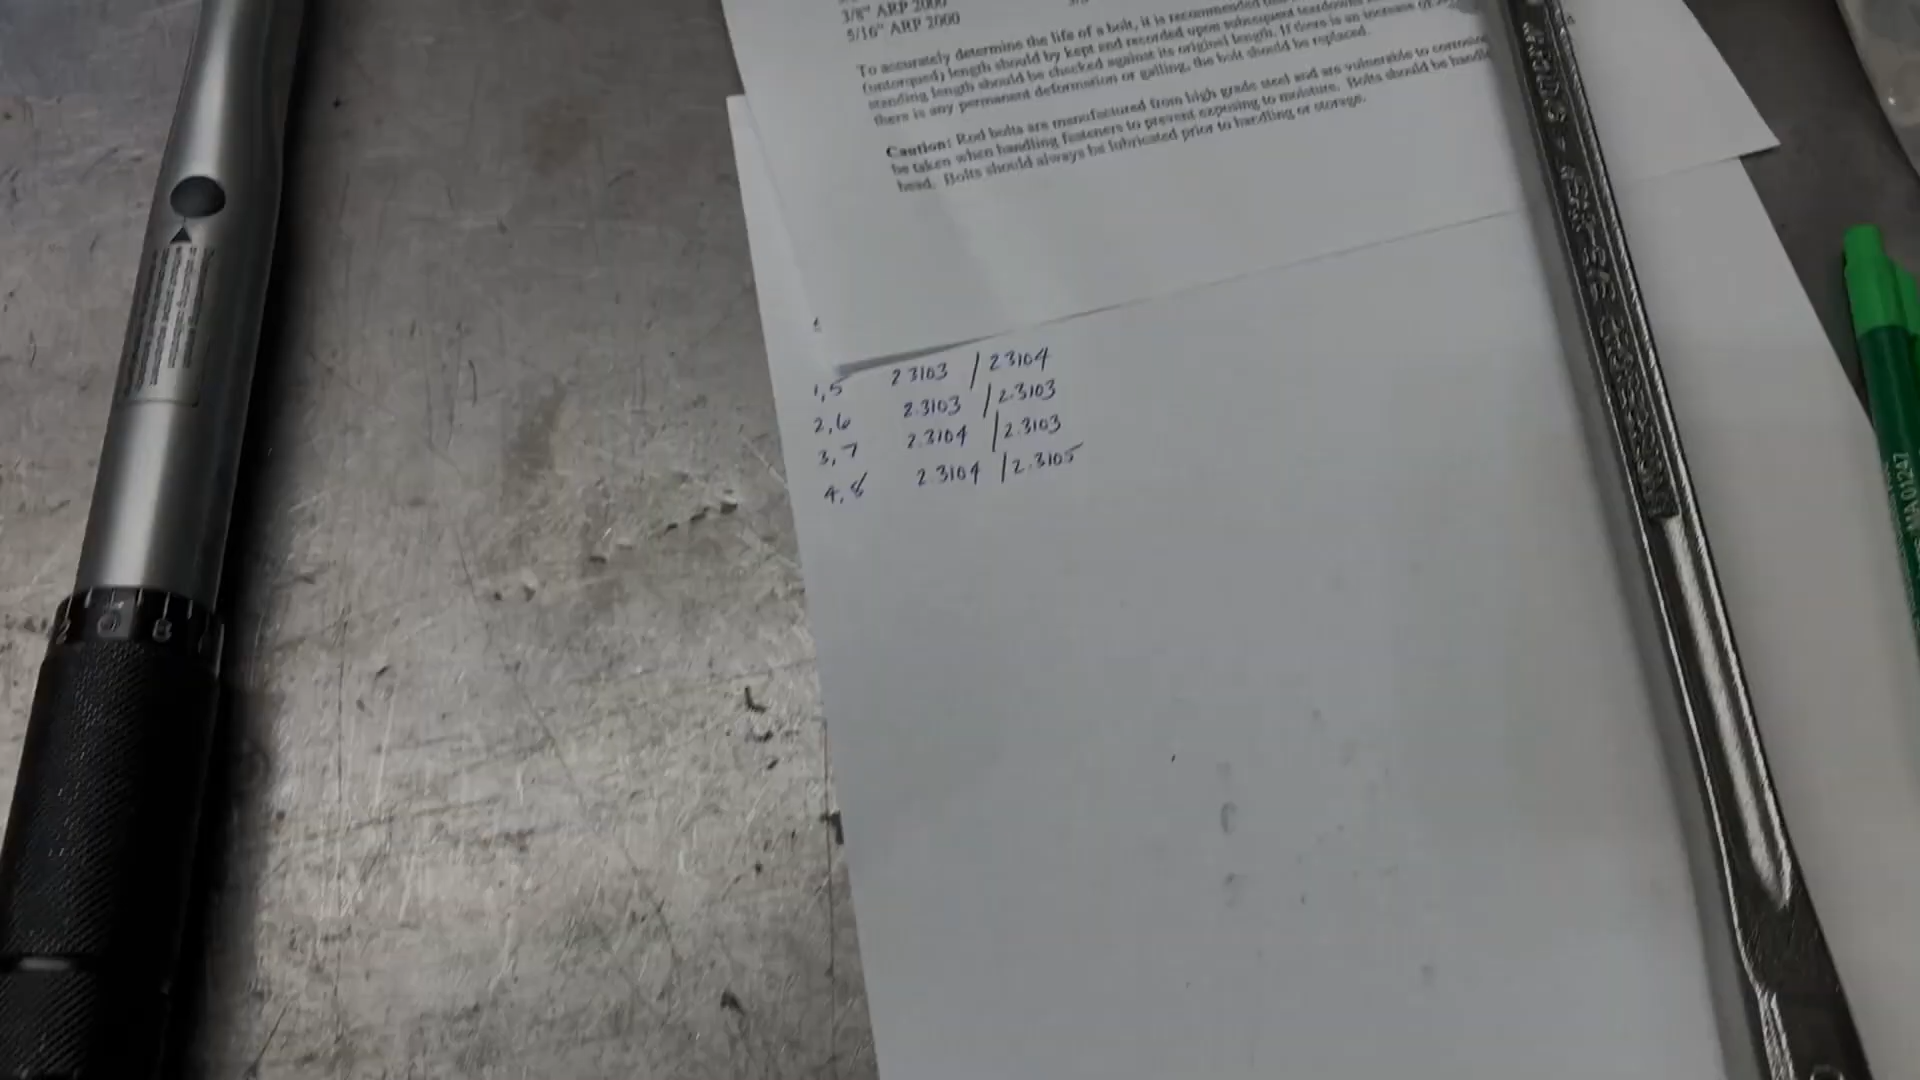 3/8" ARP 2000
5/16" ARP 2000
To accurately determine the life of a bolt, it is recommended
(untorqued) length should by kept and recorded upon subsequent teardowns
standing length should be checked against its original length. If there is an increase of
there is any permanent deformation or galling, the bolt should be replaced.
Caution: Rod bolts are manufactured from high grade steel and are vulnerable to corrosion
be taken when handling fasteners to prevent exposing to moisture. Bolts should be handle
head. Bolts should always be lubricated prior to handling or storage.
1,5 2 3103 / 2 3104
2,6 2.3103 / 2.3103
3,7 2.3104 / 2.3103
4,8 2 3104 / 2.3105
2 6 8
MA01247